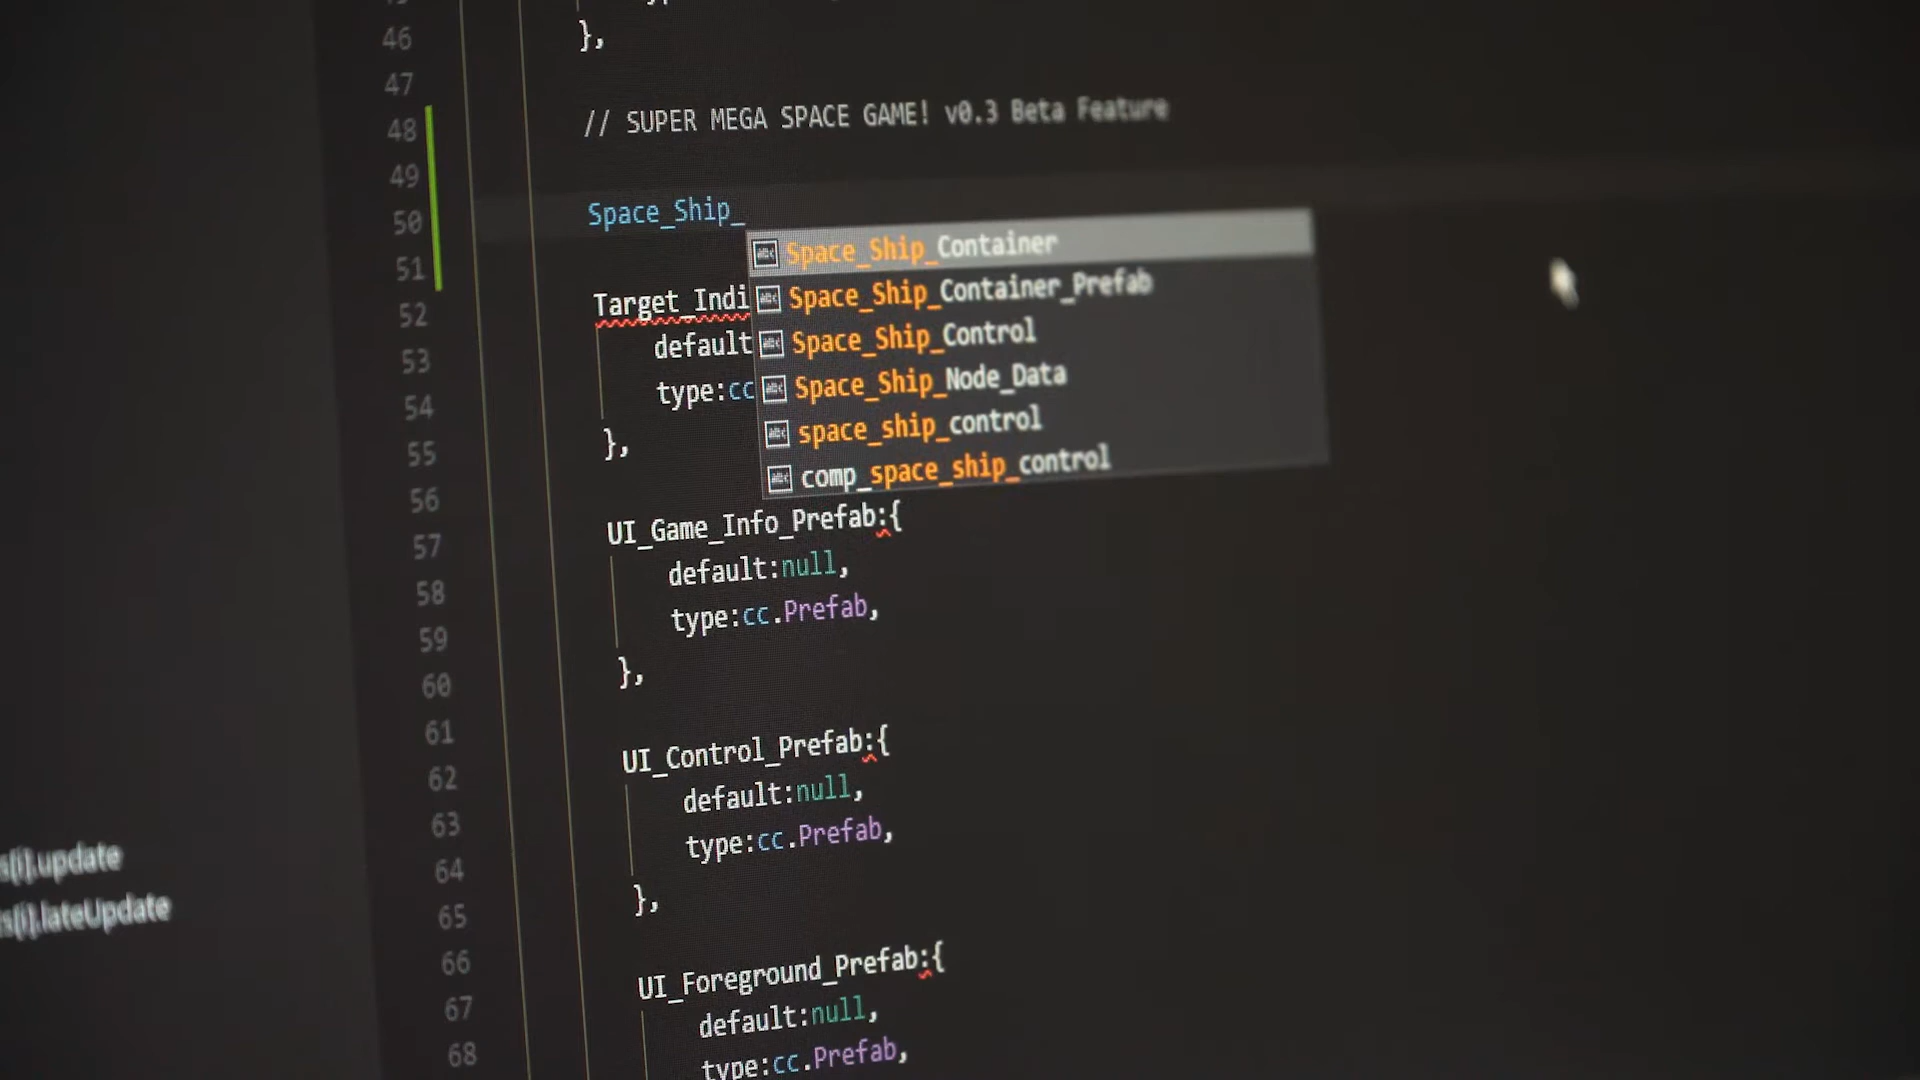 46 },
47
48 // SUPER MEGA SPACE GAME! v0.3 Beta Feature
49
50 Space_Ship_
Space_Ship_Container
51
Space_Ship_Container_Prefab
52 Target_Indi
Space_Ship_Control
53 default
Space_Ship_Node_Data
54 type:cc
space_ship_control
55 },
comp_space_ship_control
56
57 UI_Game_Info_Prefab:{
58 default:null,
59 type:cc.Prefab,
60 },
61
62 UI_Control_Prefab:{
63 default:null,
64 type:cc.Prefab,
65 },
66
67 UI_Foreground_Prefab:{
68 default:null,
type:cc.Prefab,
s[i].update
s[i].lateUpdate